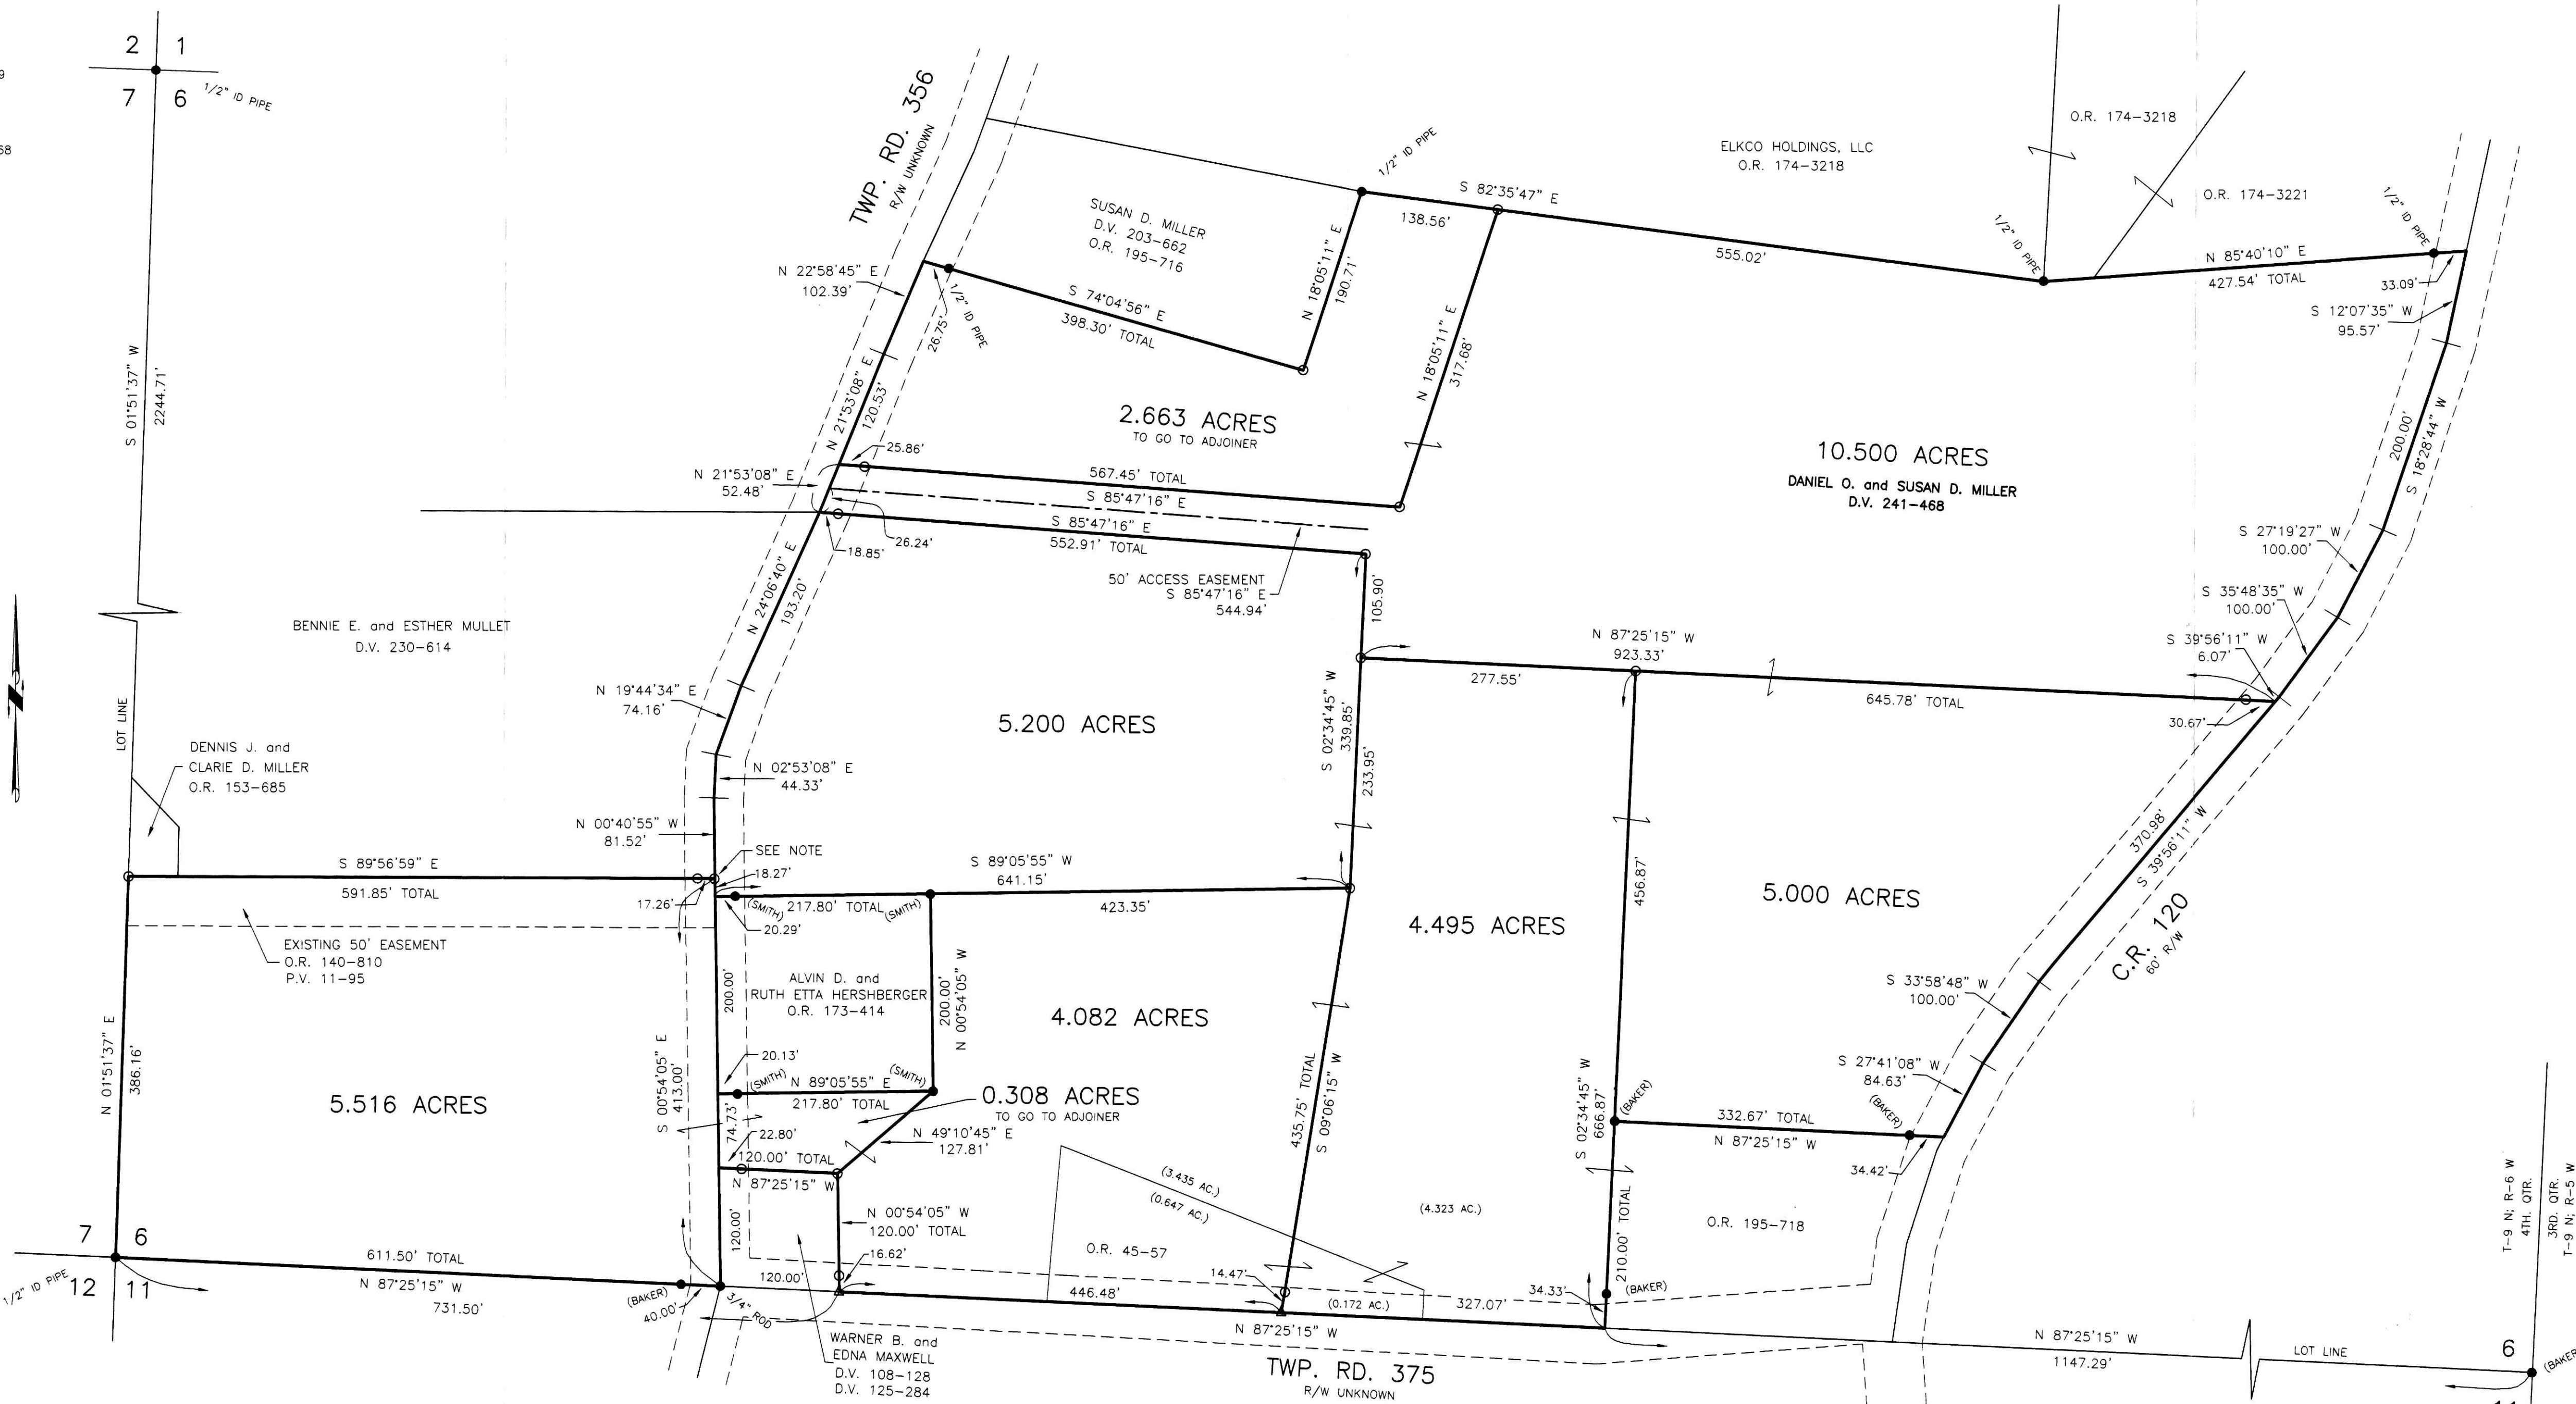 2 1
7 6
1/2" ID PIPE
9
68
S 01°51'37" W
2244.71'
LOT LINE
TWP. RD. 356
R/W UNKNOWN
SUSAN D. MILLER
D.V. 203-662
O.R. 195-716
1/2" ID PIPE
S 82°35'47" E
138.56'
555.02'
ELKCO HOLDINGS, LLC
O.R. 174-3218
O.R. 174-3218
O.R. 174-3221
1/2" ID PIPE
1/2" ID PIPE
N 85°40'10" E
427.54' TOTAL
33.09'
S 12°07'35" W
95.57'
N 22°58'45" E
102.39'
26.75'
1/2" ID PIPE
S 74°04'56" E
398.30' TOTAL
N 18°05'11" E
190.71'
N 18°05'11" E
317.68'
N 21°53'08" E
120.53'
2.663 ACRES
TO GO TO ADJOINER
10.500 ACRES
DANIEL O. and SUSAN D. MILLER
D.V. 241-468
S 18°28'44" W
200.00'
25.86'
567.45' TOTAL
S 85°47'16" E
N 21°53'08" E
52.48'
S 85°47'16" E
552.91' TOTAL
26.24'
18.85'
50' ACCESS EASEMENT
S 85°47'16" E
544.94'
S 27°19'27" W
100.00'
S 35°48'35" W
100.00'
S 39°56'11" W
6.07'
N 24°06'40" E
193.20'
105.90'
BENNIE E. and ESTHER MULLET
D.V. 230-614
N 87°25'15" W
923.33'
277.55'
645.78' TOTAL
30.67'
N 19°44'34" E
74.16'
5.200 ACRES
S 02°34'45" W
339.85'
233.95'
DENNIS J. and
CLARIE D. MILLER
O.R. 153-685
N 02°53'08" E
44.33'
N 00°40'55" W
81.52'
SEE NOTE
18.27'
S 89°56'59" E
591.85' TOTAL
17.26'
S 89°05'55" W
641.15'
(SMITH)
217.80' TOTAL
(SMITH)
423.35'
20.29'
456.87'
370.98'
S 39°56'11" W
5.000 ACRES
4.495 ACRES
C.R. 120
60' R/W
EXISTING 50' EASEMENT
O.R. 140-810
P.V. 11-95
ALVIN D. and
RUTH ETTA HERSHBERGER
O.R. 173-414
200.00'
200.00'
N 00°54'05" W
4.082 ACRES
S 33°58'48" W
100.00'
N 01°51'37" E
386.16'
5.516 ACRES
S 00°54'05" E
413.00'
20.13'
(SMITH)
N 89°05'55" E
(SMITH)
217.80' TOTAL
0.308 ACRES
TO GO TO ADJOINER
74.73'
22.80'
N 49°10'45" E
127.81'
120.00' TOTAL
N 87°25'15" W
435.75' TOTAL
S 09°06'15" W
S 02°34'45" W
666.87'
(BAKER)
S 27°41'08" W
84.63'
(BAKER)
332.67' TOTAL
N 87°25'15" W
34.42'
N 00°54'05" W
120.00' TOTAL
120.00'
16.62'
(3.435 AC.)
(0.647 AC.)
(4.323 AC.)
O.R. 45-57
O.R. 195-718
210.00' TOTAL
7 6
12 11
1/2" ID PIPE
611.50' TOTAL
N 87°25'15" W
731.50'
(BAKER)
40.00'
3/4" ROD
120.00'
446.48'
14.47'
(0.172 AC.)
327.07'
34.33'
(BAKER)
N 87°25'15" W
WARNER B. and
EDNA MAXWELL
D.V. 108-128
D.V. 125-284
TWP. RD. 375
R/W UNKNOWN
N 87°25'15" W
1147.29'
LOT LINE
6
(BAKER
T-9 N; R-6 W
4TH. QTR.
3RD. QTR.
T-9 N; R-5 W